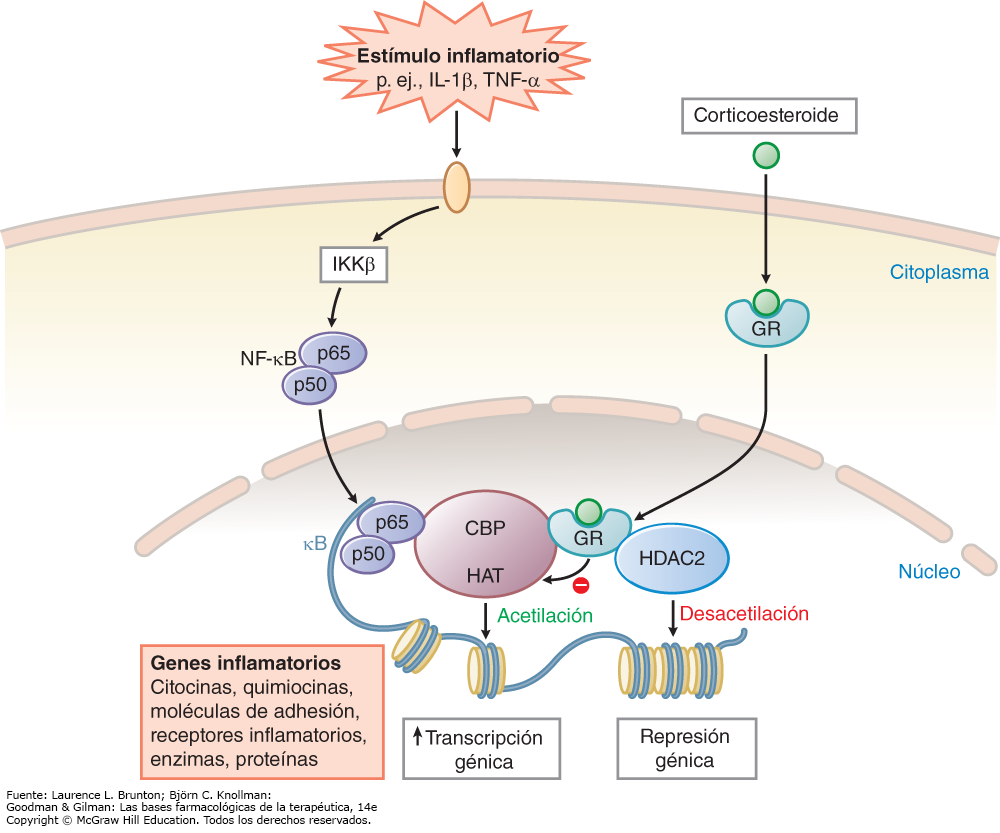 Estímulo inflamatorio
p. ej., IL-1β, TNF-α
Corticoesteroide
Citoplasma
IKKβ
GR
NF-κB
p65
p50
κB
p65
p50
CBP
HAT
GR
HDAC2
Núcleo
Acetilación
Desacetilación
Genes inflamatorios
Citocinas, quimiocinas,
moléculas de adhesión,
receptores inflamatorios,
enzimas, proteínas
↑ Transcripción
génica
Represión
génica
Fuente: Laurence L. Brunton; Björn C. Knollman:
Goodman & Gilman: Las bases farmacológicas de la terapéutica, 14e
Copyright © McGraw Hill Education. Todos los derechos reservados.